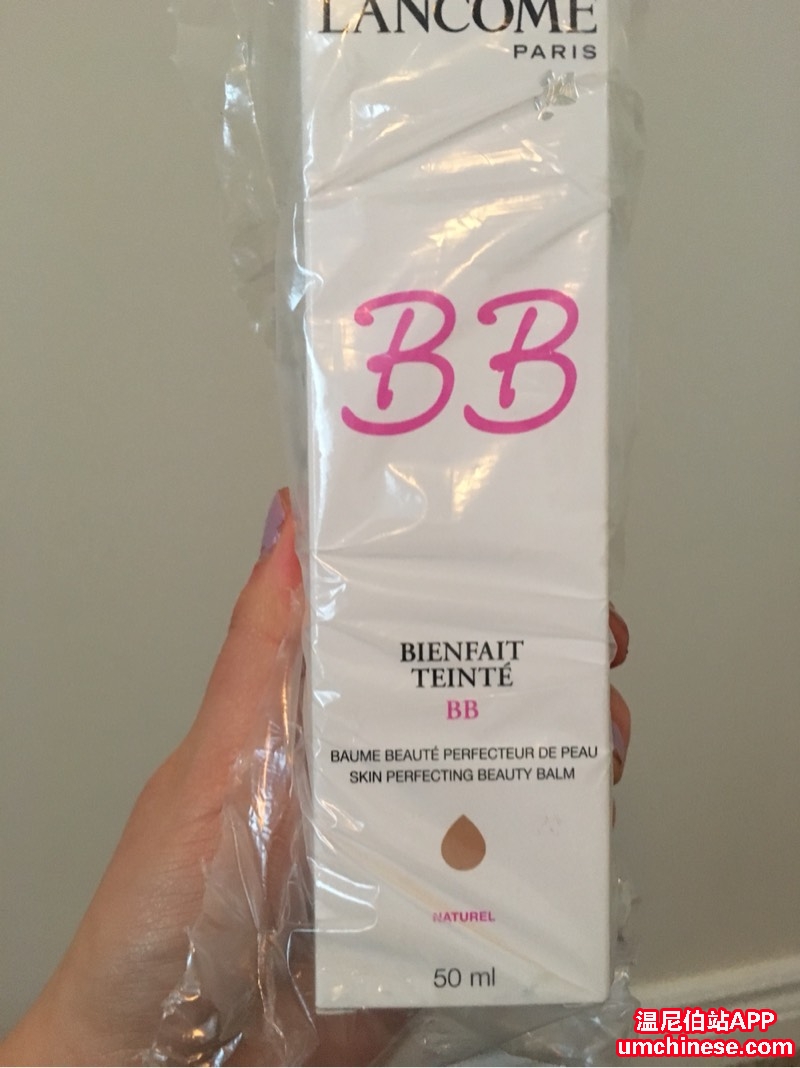 LANCÔME
PARIS
BB
BIENFAIT
TEINTÉ
BB
BAUME BEAUTÉ PERFECTEUR DE PEAU
SKIN PERFECTING BEAUTY BALM
NATUREL
50 ml
温尼伯站APP
umchinese.com